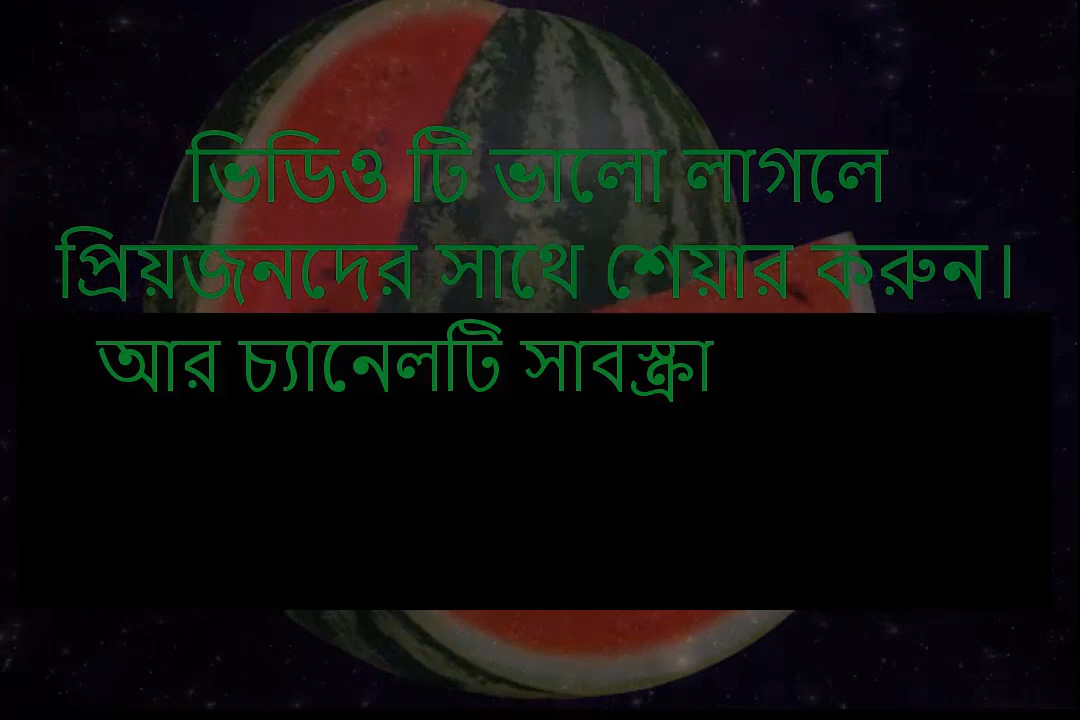 ভিডিও টি ভালো লাগলে
প্রিয়জনদের সাথে শেয়ার করুন।
আর চ্যানেলটি সাবস্ক্রা